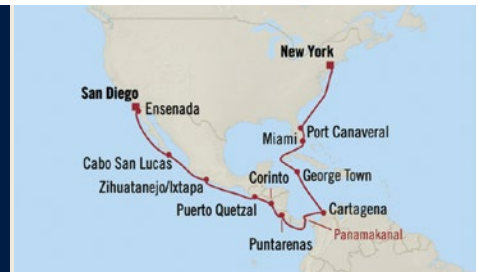 New York
San Diego
Ensenada
Port Canaveral
Miami
Cabo San Lucas
Corinto
George Town
Zihuatanejo/Ixtapa
Puerto Quetzal
Cartagena
Panamakanal
Puntarenas